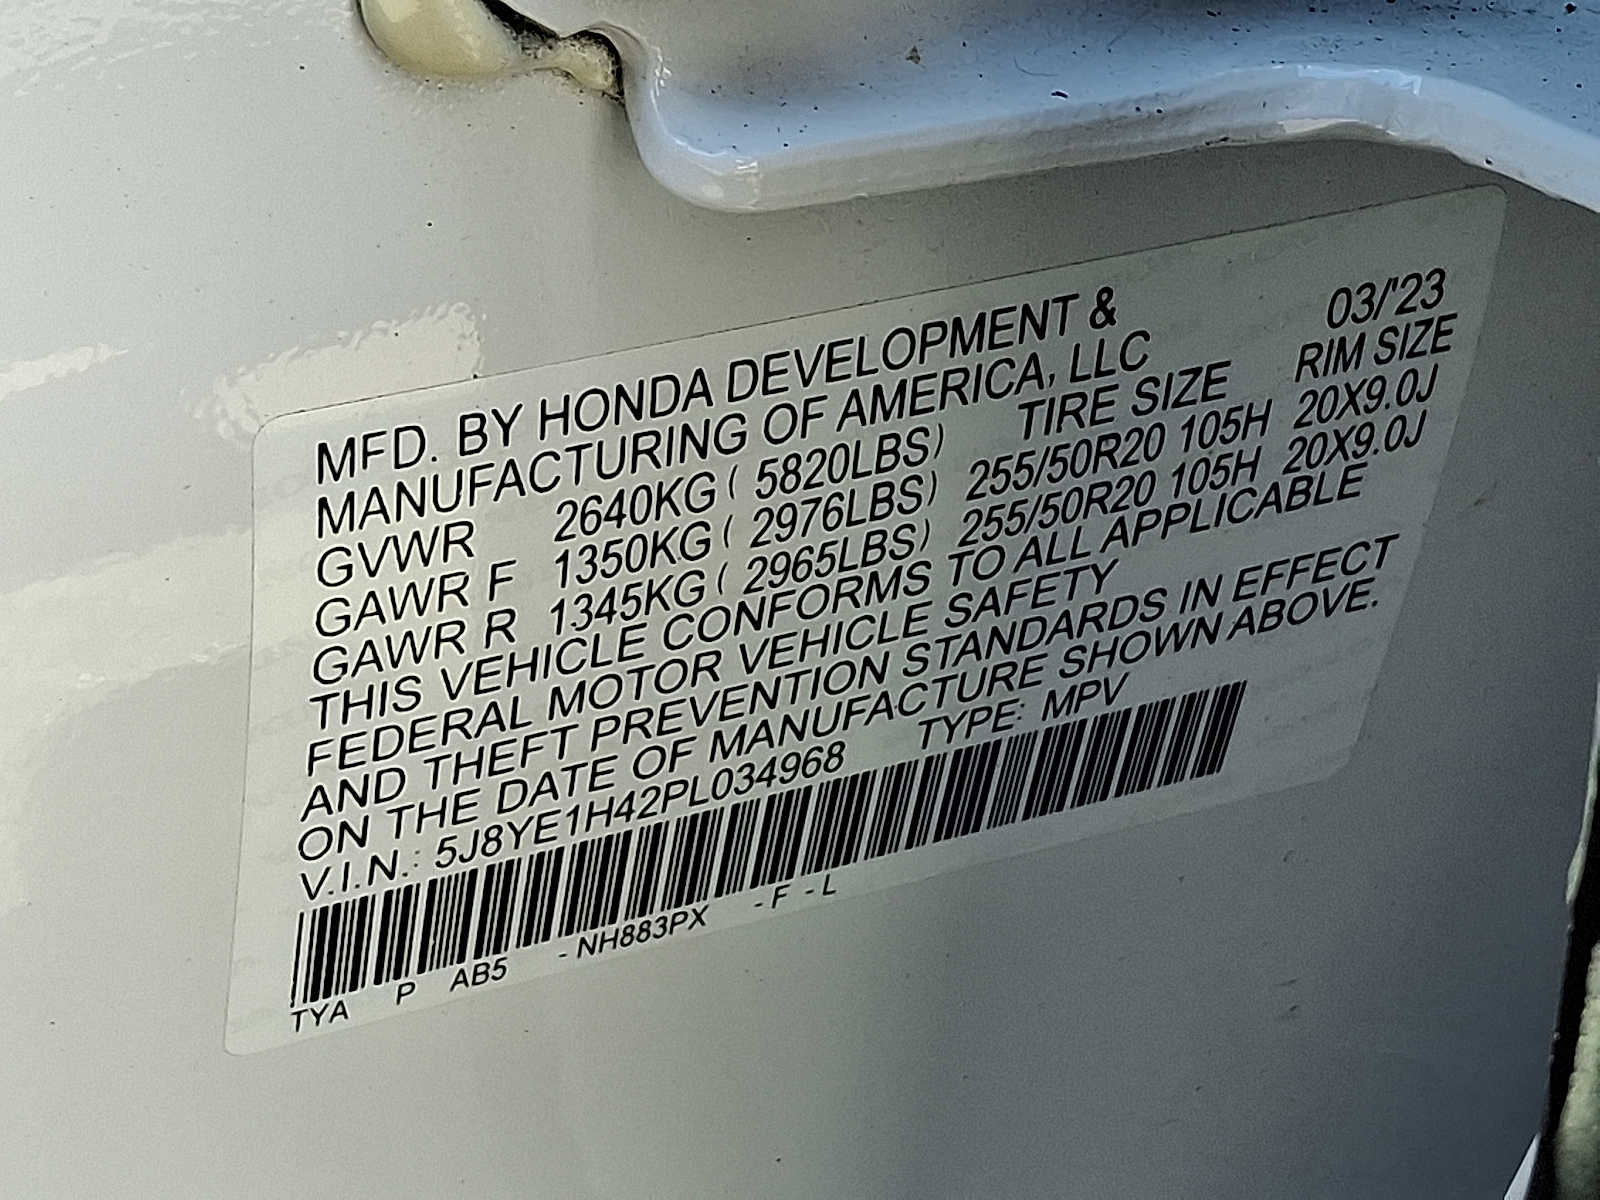 MFD. BY HONDA DEVELOPMENT & 03/'23
MANUFACTURING OF AMERICA, LLC RIM SIZE
GVWR 2640KG ( 5820LBS) TIRE SIZE
GAWR F 1350KG ( 2976LBS) 255/50R20 105H 20X9.0J
GAWR R 1345KG ( 2965LBS) 255/50R20 105H 20X9.0J
THIS VEHICLE CONFORMS TO ALL APPLICABLE
FEDERAL MOTOR VEHICLE SAFETY
AND THEFT PREVENTION STANDARDS IN EFFECT
ON THE DATE OF MANUFACTURE SHOWN ABOVE.
V.I.N.: 5J8YE1H42PL034968 TYPE: MPV
TYA P AB5 - NH883PX - F - L